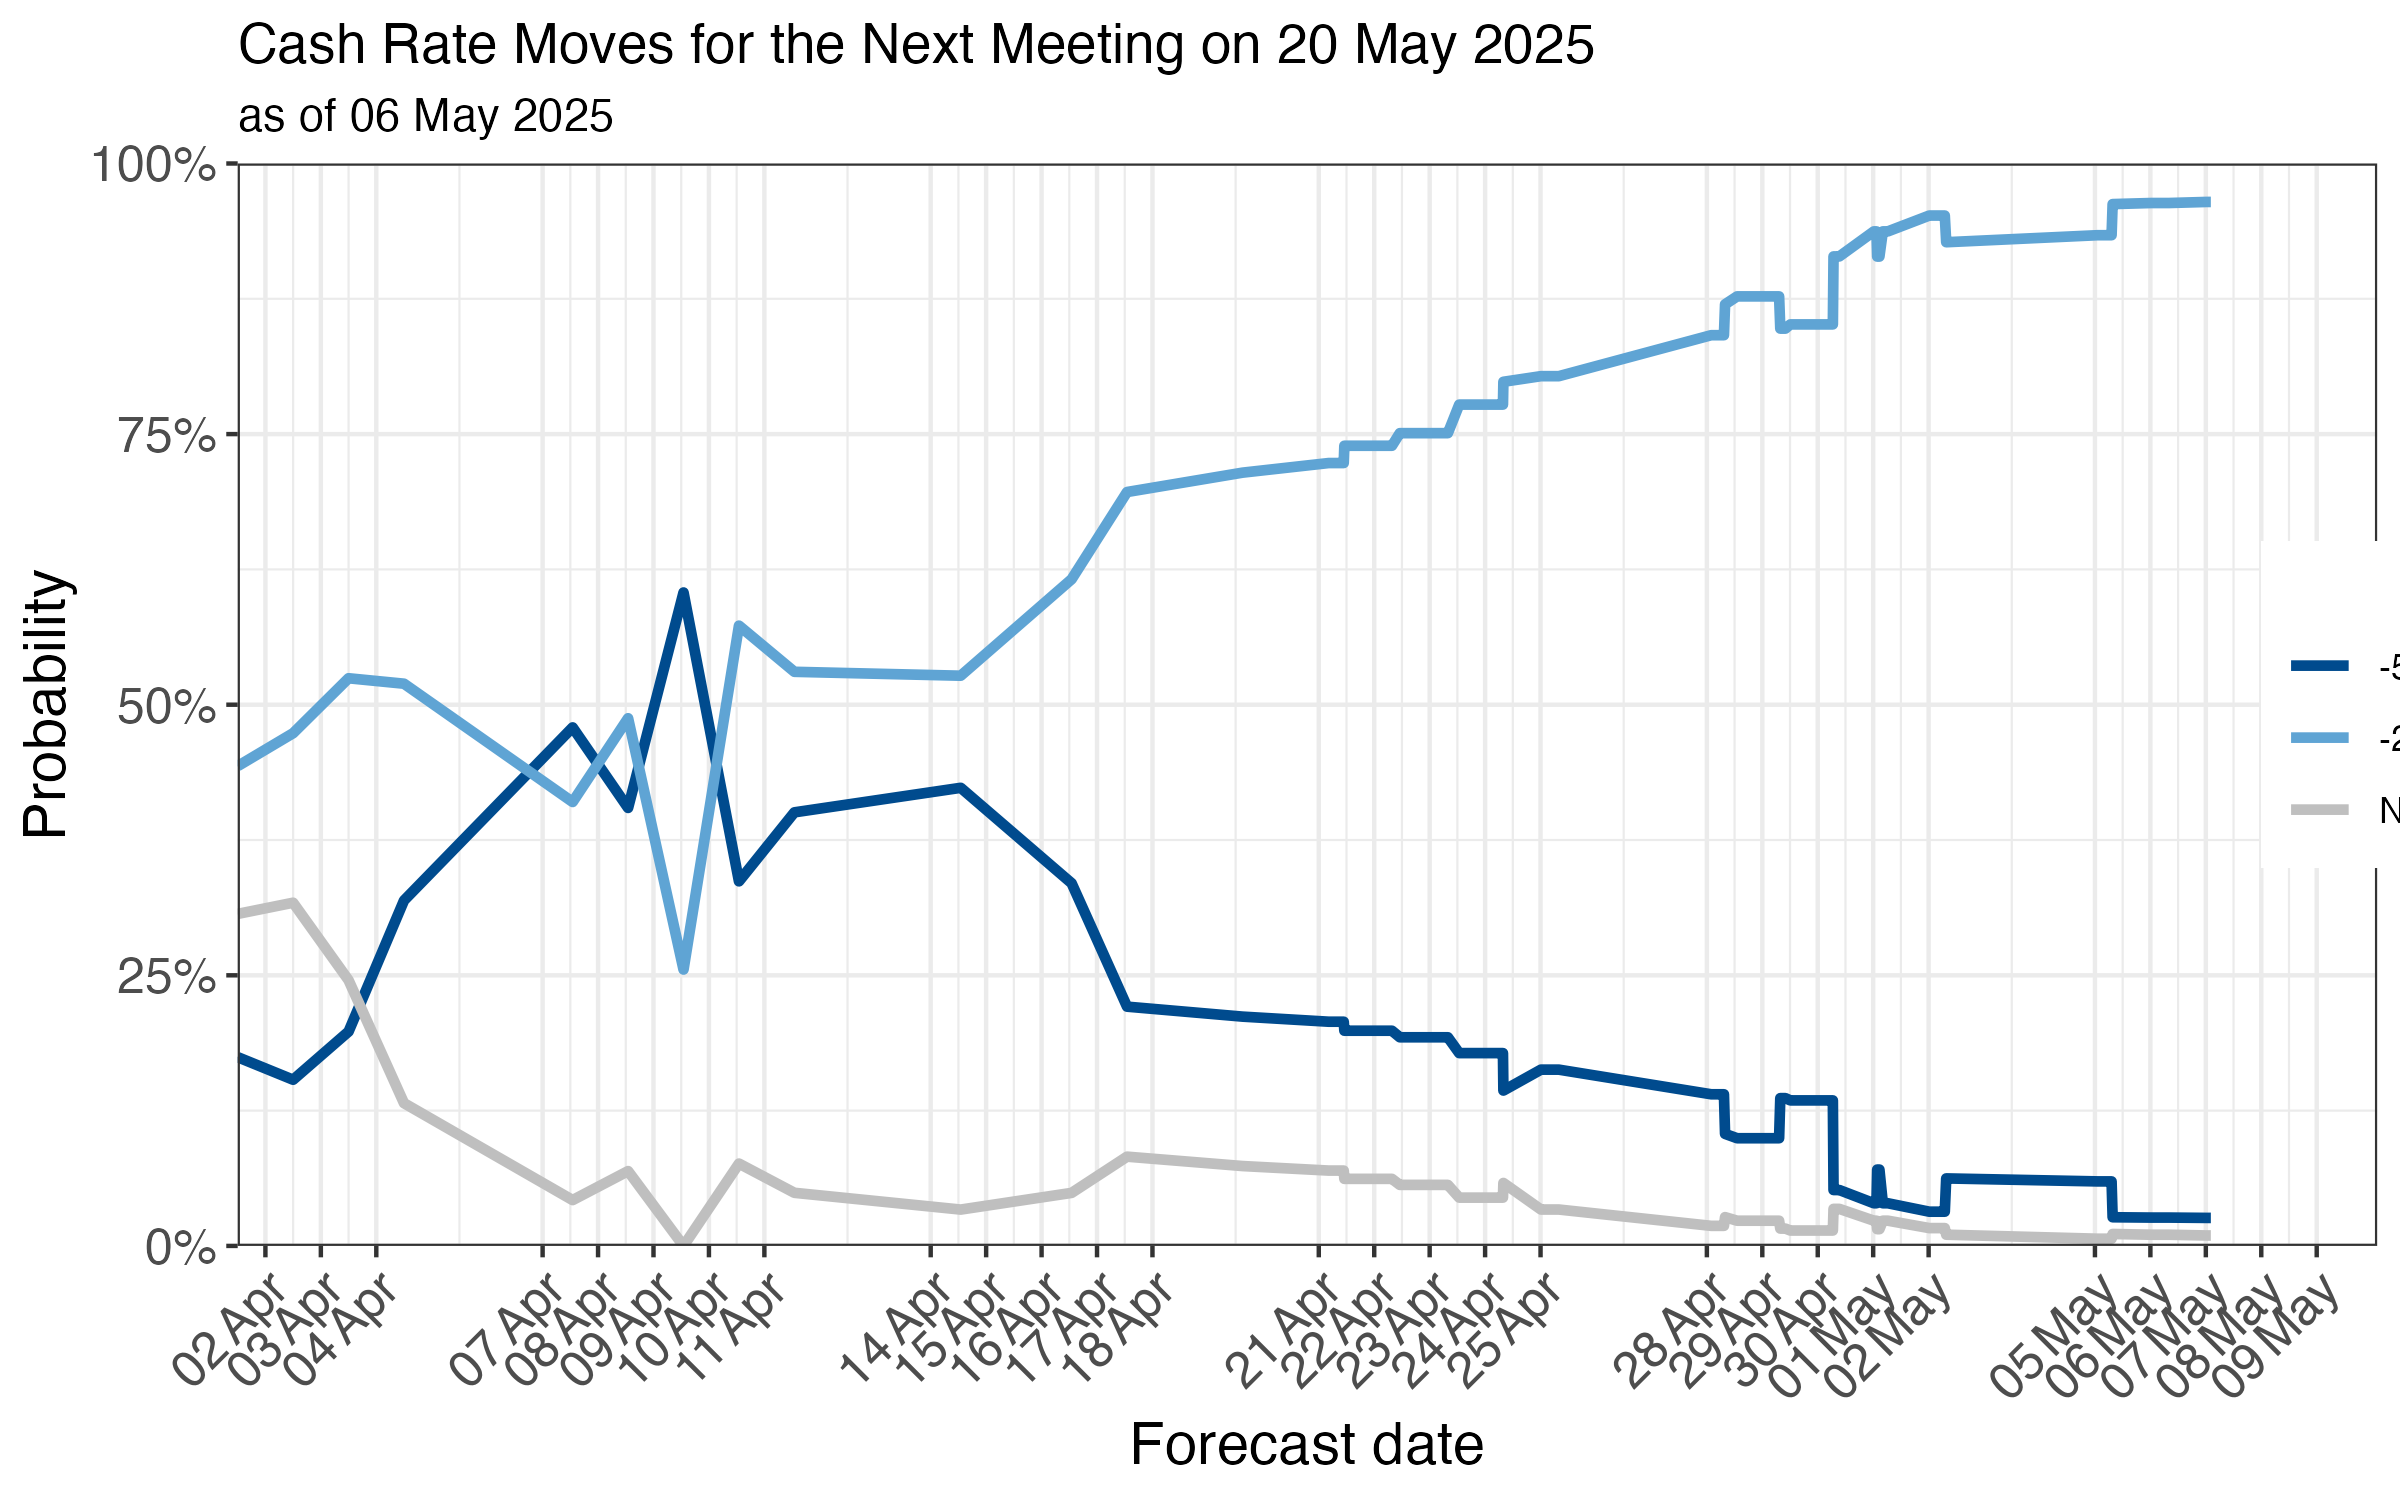 Cash Rate Moves for the Next Meeting on 20 May 2025
as of 06 May 2025
100%
75%
50%
25%
0%
Probability
-5
-2
N
02 Apr
03 Apr
04 Apr
07 Apr
08 Apr
09 Apr
10 Apr
11 Apr
14 Apr
15 Apr
16 Apr
17 Apr
18 Apr
21 Apr
22 Apr
23 Apr
24 Apr
25 Apr
28 Apr
29 Apr
30 Apr
01 May
02 May
05 May
06 May
07 May
08 May
09 May
Forecast date